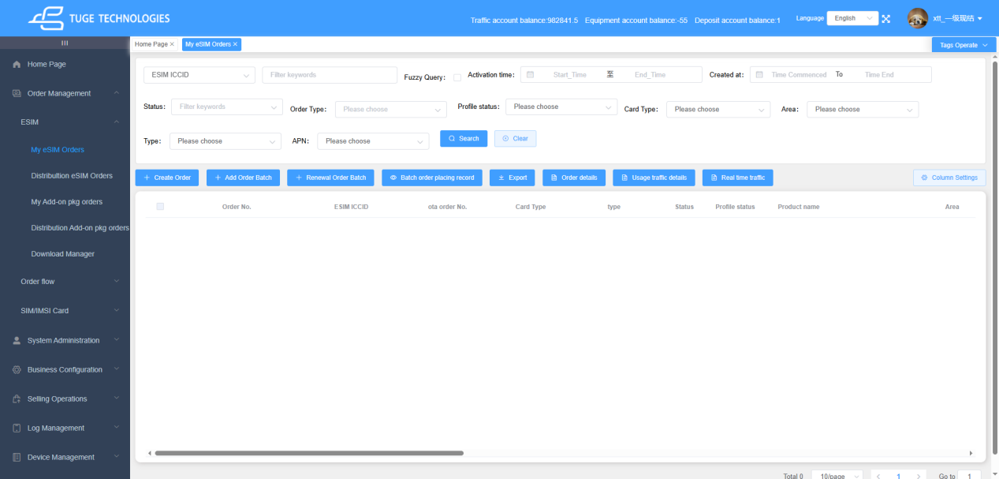 TUGE TECHNOLOGIES
Traffic account balance:982841.5 Equipment account balance:-55 Deposit account balance:1
Language English
xtt_一级现结
Home Page
My eSIM Orders
Tags Operate
Home Page
Order Management
ESIM
My eSIM Orders
Distribultion eSIM Orders
My Add-on pkg orders
Distribution Add-on pkg orders
Download Manager
Order flow
SIM/IMSI Card
System Administration
Business Configuration
Selling Operations
Log Management
Device Management
ESIM ICCID Filter keywords Fuzzy Query: Activation time: Start_Time 至 End_Time Created at: Time Commenced To Time End
Status: Filter keywords Order Type: Please choose Profile status: Please choose Card Type: Please choose Area: Please choose
Type: Please choose APN: Please choose Search Clear
Create Order Add Order Batch Renewal Order Batch Batch order placing record Export Order details Usage traffic details Real time traffic Column Settings
Order No. ESIM ICCID ota order No. Card Type type Status Profile status Product name Area
Total 0 10/page 1 Go to 1